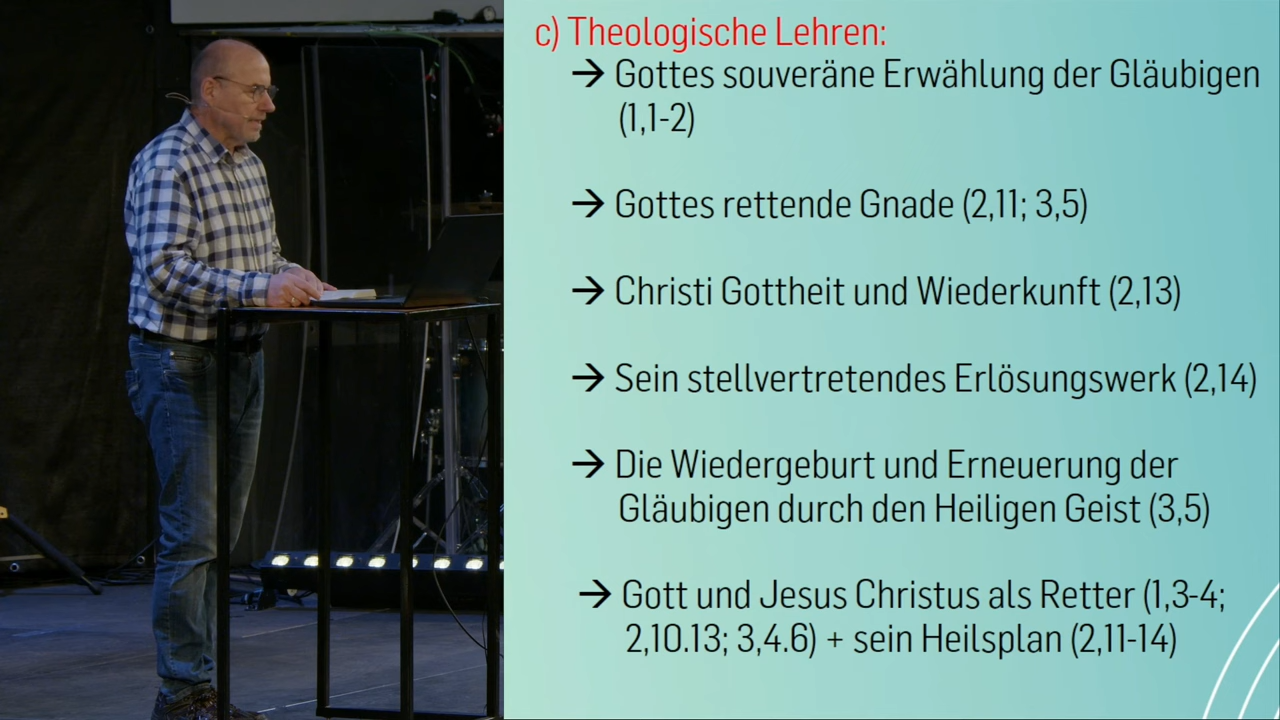 c) Theologische Lehren:
→ Gottes souveräne Erwählung der Gläubigen
(1,1-2)
→ Gottes rettende Gnade (2,11; 3,5)
→ Christi Gottheit und Wiederkunft (2,13)
→ Sein stellvertretendes Erlösungswerk (2,14)
→ Die Wiedergeburt und Erneuerung der
Gläubigen durch den Heiligen Geist (3,5)
→ Gott und Jesus Christus als Retter (1,3-4;
2,10.13; 3,4.6) + sein Heilsplan (2,11-14)